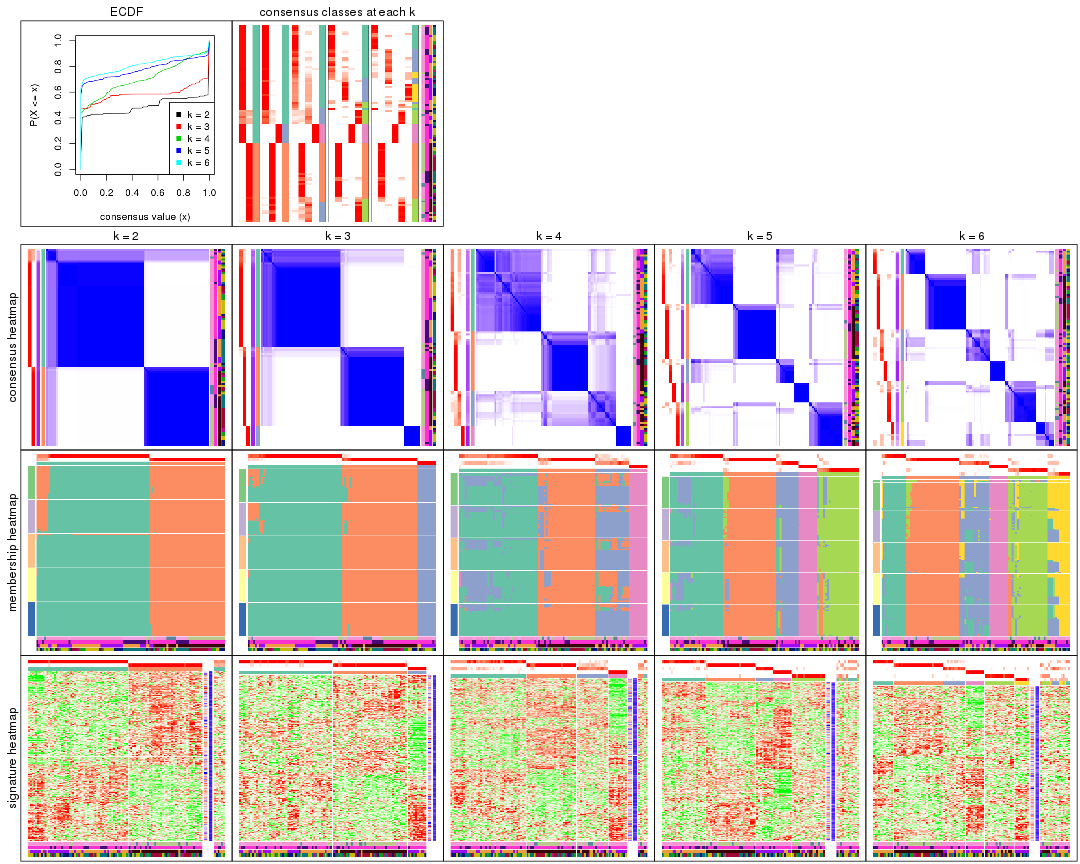 ECDF
consensus classes at each k
P(X <= x)
0.0 0.2 0.4 0.6 0.8 1.0
k = 2
k = 3
k = 4
k = 5
k = 6
0.0 0.2 0.4 0.6 0.8 1.0
consensus value (x)
k = 2
k = 3
k = 4
k = 5
k = 6
consensus heatmap
membership heatmap
signature heatmap